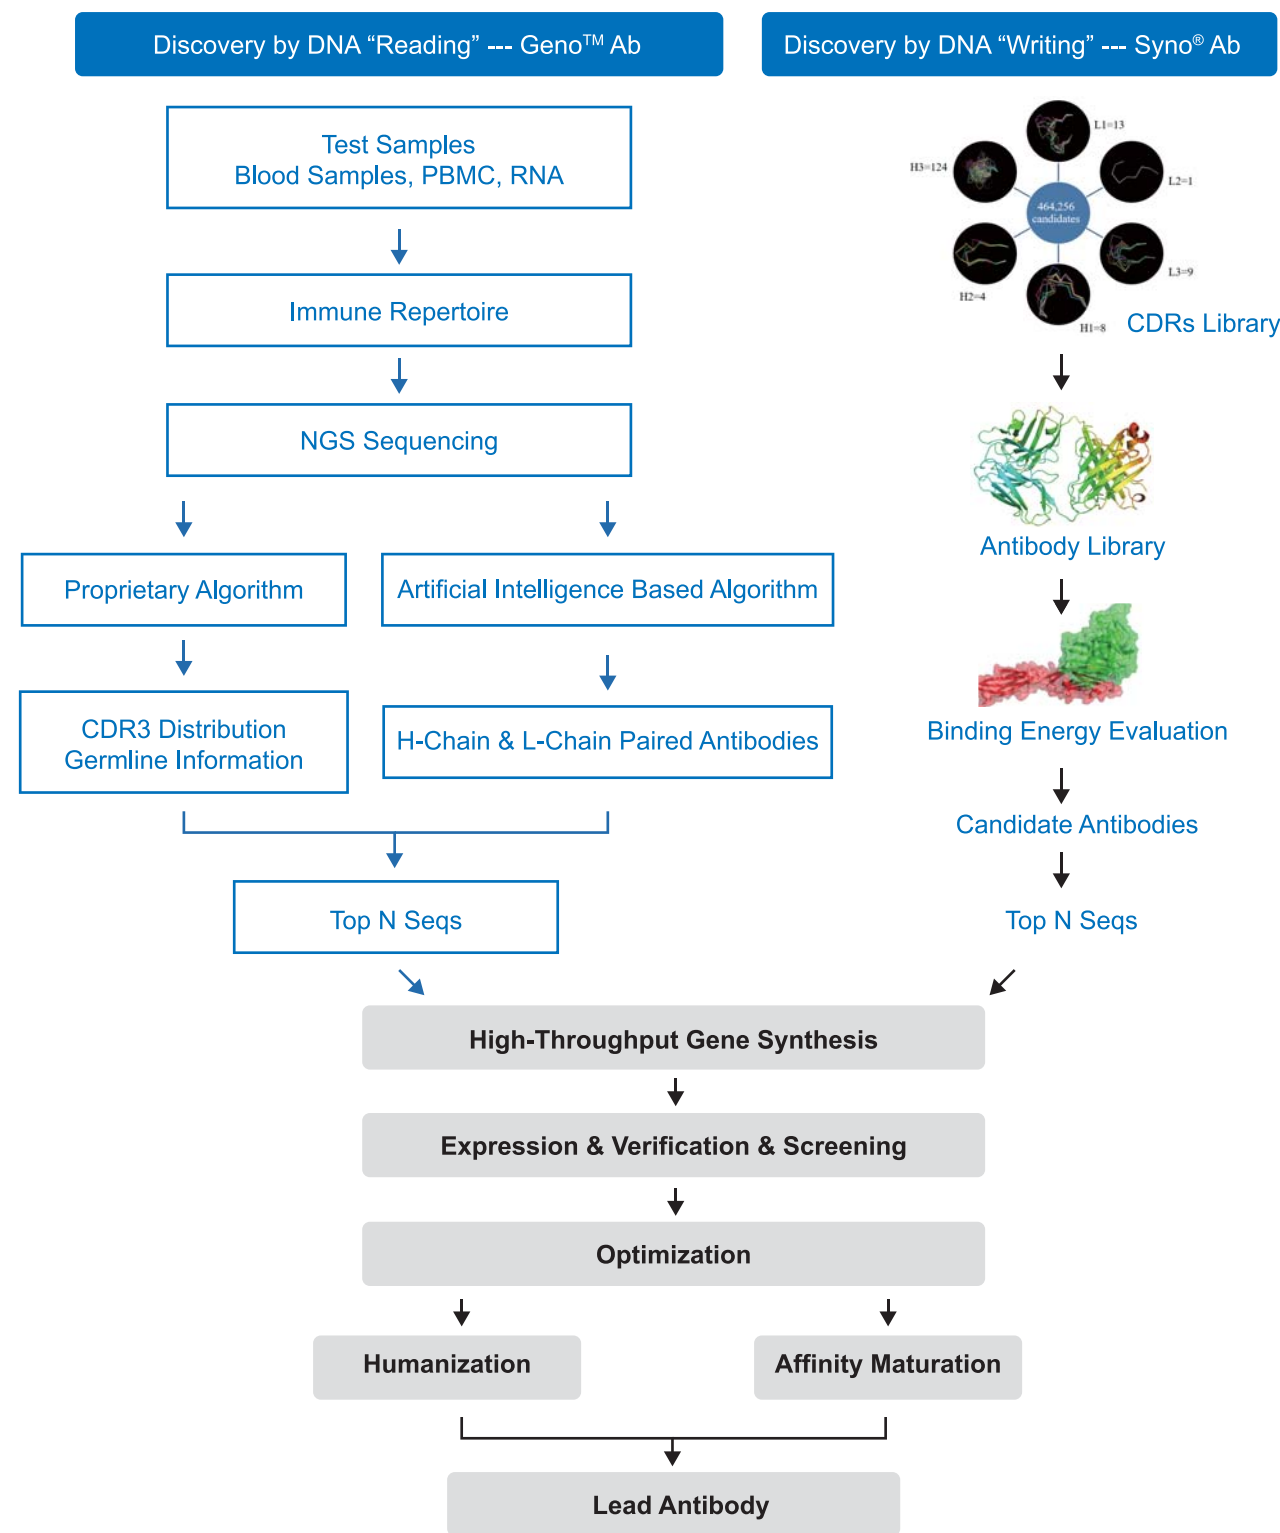 Discovery by DNA “Reading” --- Geno™ Ab
Discovery by DNA “Writing” --- Syno® Ab
Test Samples
Blood Samples, PBMC, RNA
Immune Repertoire
NGS Sequencing
Proprietary Algorithm
Artificial Intelligence Based Algorithm
CDR3 Distribution
Germline Information
H-Chain & L-Chain Paired Antibodies
Top N Seqs
L1=13
H3=124
L2=1
464,256
candidates
L3=9
H2=4
H1=8
CDRs Library
Antibody Library
Binding Energy Evaluation
Candidate Antibodies
Top N Seqs
High-Throughput Gene Synthesis
Expression & Verification & Screening
Optimization
Humanization
Affinity Maturation
Lead Antibody